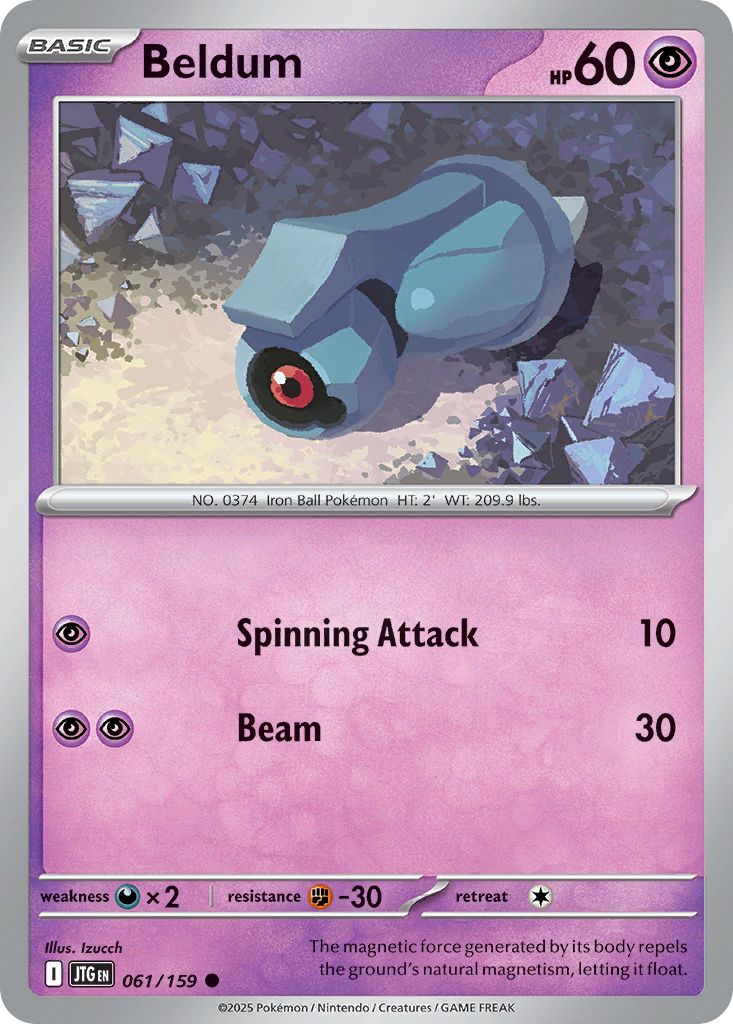 BASIC
Beldum
HP 60
NO. 0374 Iron Ball Pokémon HT: 2' WT: 209.9 lbs.
Spinning Attack 10
Beam 30
weakness ×2 resistance -30 retreat
Illus. Izucch
The magnetic force generated by its body repels
the ground's natural magnetism, letting it float.
I JTG EN 061/159
©2025 Pokémon / Nintendo / Creatures / GAME FREAK